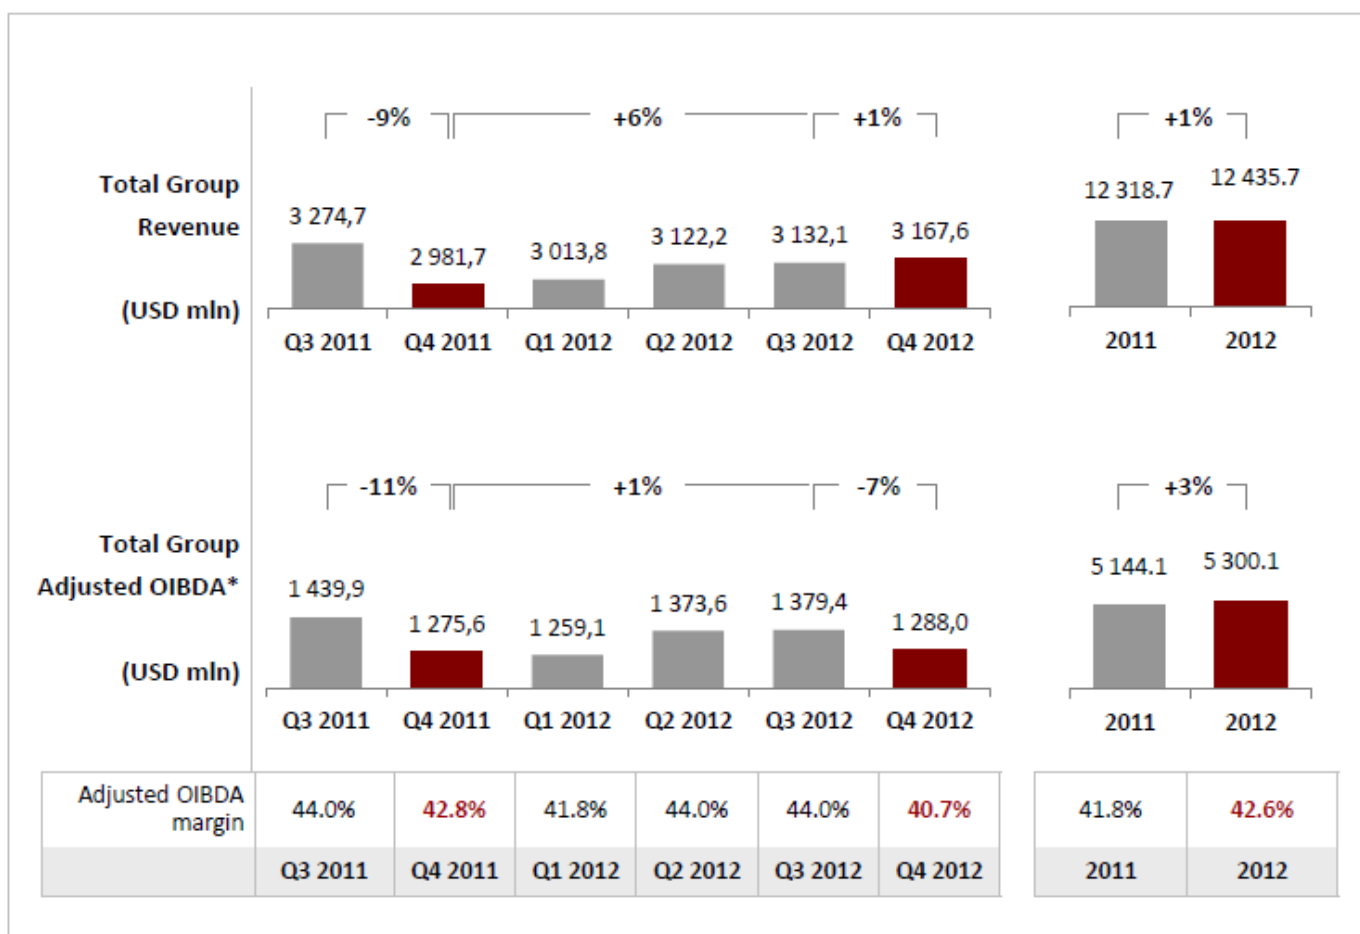 -9% +6% +1% +1%
Total Group
Revenue
(USD mln)
3 274,7 2 981,7 3 013,8 3 122,2 3 132,1 3 167,6 12 318.7 12 435.7
Q3 2011 Q4 2011 Q1 2012 Q2 2012 Q3 2012 Q4 2012 2011 2012
-11% +1% -7% +3%
Total Group
Adjusted OIBDA*
(USD mln)
1 439,9 1 275,6 1 259,1 1 373,6 1 379,4 1 288,0 5 144.1 5 300.1
Q3 2011 Q4 2011 Q1 2012 Q2 2012 Q3 2012 Q4 2012 2011 2012
Adjusted OIBDA
margin
44.0% 42.8% 41.8% 44.0% 44.0% 40.7% 41.8% 42.6%
Q3 2011 Q4 2011 Q1 2012 Q2 2012 Q3 2012 Q4 2012 2011 2012